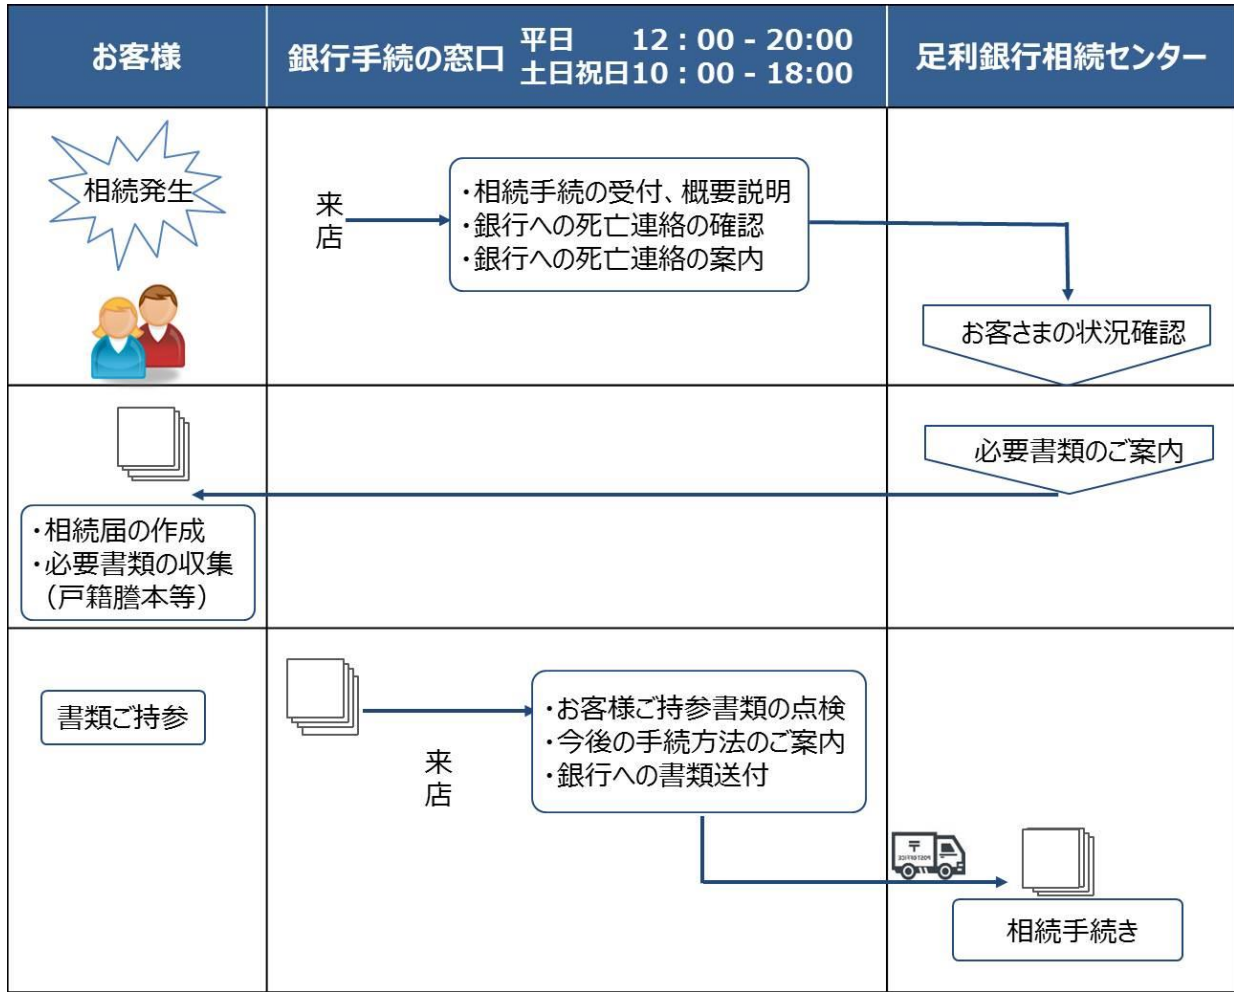 お客様
銀行手続の窓口
平日 12：00 - 20:00
土日祝日10：00 - 18:00
足利銀行相続センター
相続発生
来店
・相続手続の受付、概要説明
・銀行への死亡連絡の確認
・銀行への死亡連絡の案内
お客さまの状況確認
必要書類のご案内
・相続届の作成
・必要書類の収集
（戸籍謄本等）
書類ご持参
来店
・お客様ご持参書類の点検
・今後の手続方法のご案内
・銀行への書類送付
〒
POSTOFFICE
相続手続き